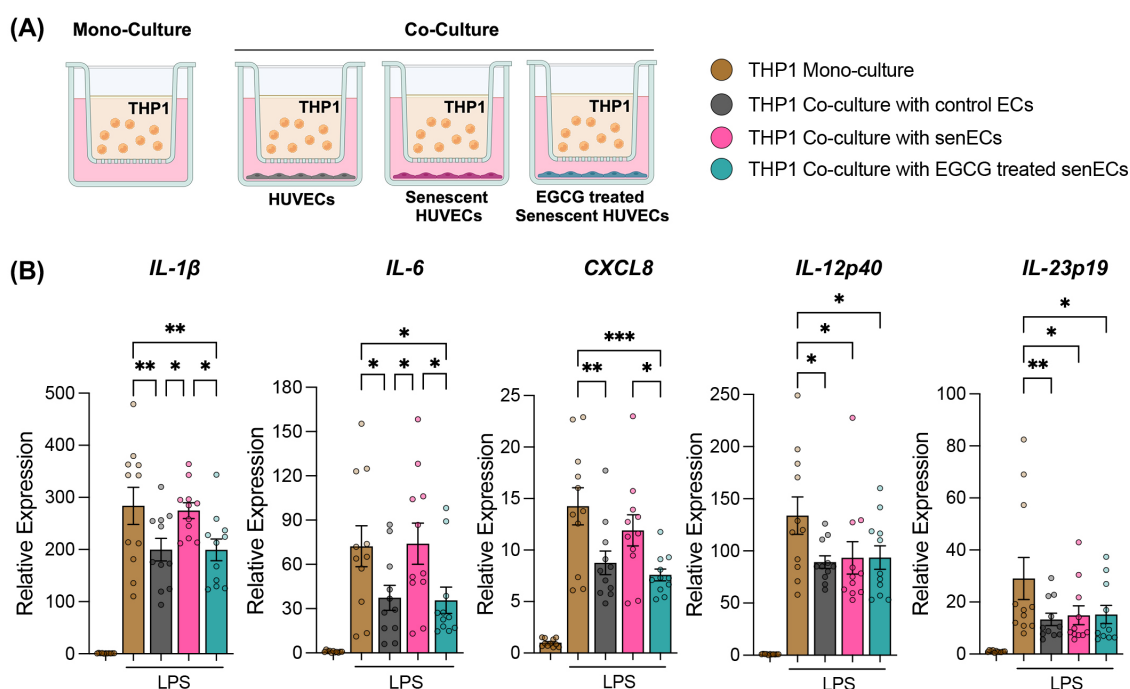 (A)
Mono-Culture
Co-Culture
THP1
THP1
THP1
THP1
HUVECs
Senescent
HUVECs
EGCG treated
Senescent HUVECs
THP1 Mono-culture
THP1 Co-culture with control ECs
THP1 Co-culture with senECs
THP1 Co-culture with EGCG treated senECs
(B)
IL-1β
Relative Expression
500
400
300
200
100
0
**
** * *
LPS
IL-6
Relative Expression
180
150
120
90
60
30
0
*
* * *
LPS
CXCL8
Relative Expression
25
20
15
10
5
0
***
** *
LPS
IL-12p40
Relative Expression
250
200
150
100
50
0
*
*
*
LPS
IL-23p19
Relative Expression
100
80
60
40
20
0
*
*
**
LPS